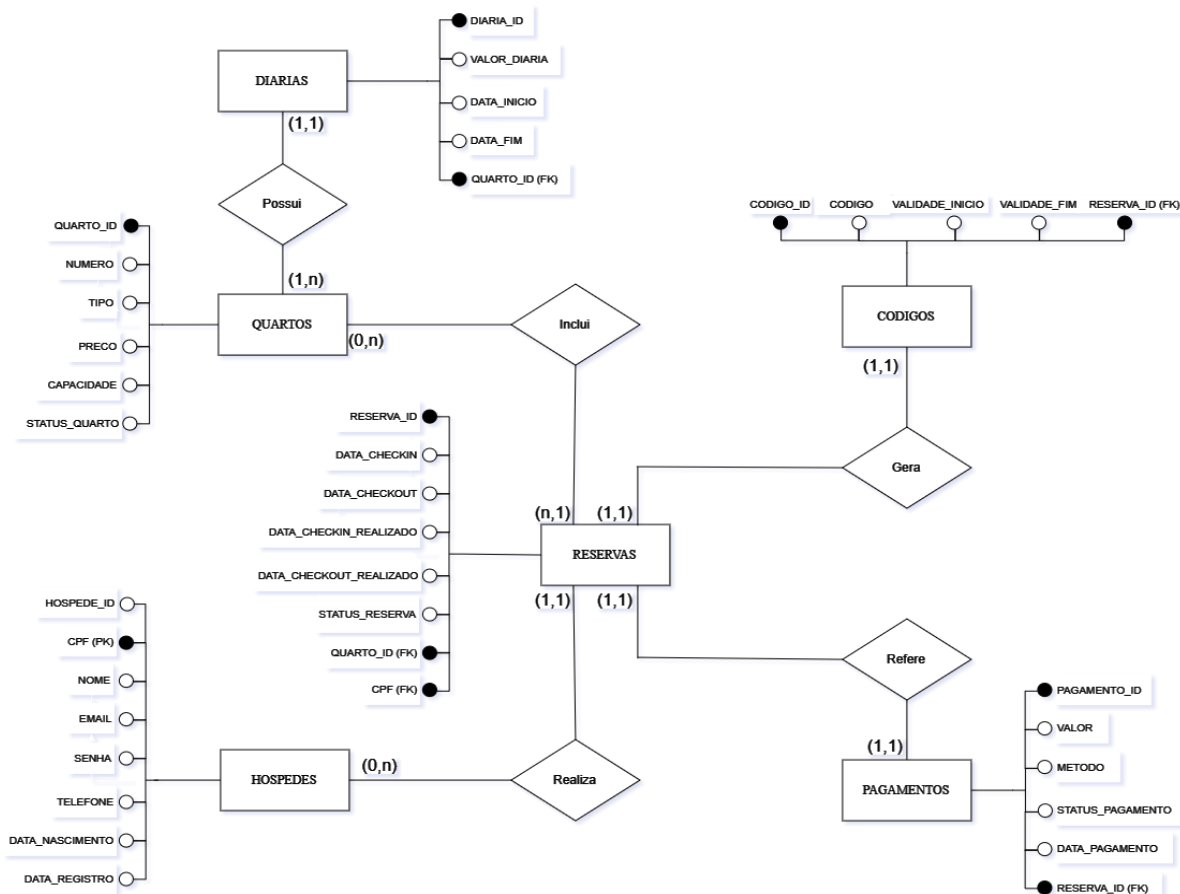 DIARIA_ID
VALOR_DIARIA
DATA_INICIO
DATA_FIM
QUARTO_ID (FK)
DIARIAS
(1,1)
Possui
(1,n)
QUARTO_ID
NUMERO
TIPO
PRECO
CAPACIDADE
STATUS_QUARTO
QUARTOS
(0,n)
Inclui
CODIGO_ID
CODIGO
VALIDADE_INICIO
VALIDADE_FIM
RESERVA_ID (FK)
CODIGOS
(1,1)
Gera
RESERVA_ID
DATA_CHECKIN
DATA_CHECKOUT
DATA_CHECKIN_REALIZADO
DATA_CHECKOUT_REALIZADO
STATUS_RESERVA
QUARTO_ID (FK)
CPF (FK)
(n,1)
(1,1)
RESERVAS
(1,1)
(1,1)
HOSPEDE_ID
CPF (PK)
NOME
EMAIL
SENHA
TELEFONE
DATA_NASCIMENTO
DATA_REGISTRO
HOSPEDES
(0,n)
Realiza
Refere
(1,1)
PAGAMENTOS
PAGAMENTO_ID
VALOR
METODO
STATUS_PAGAMENTO
DATA_PAGAMENTO
RESERVA_ID (FK)